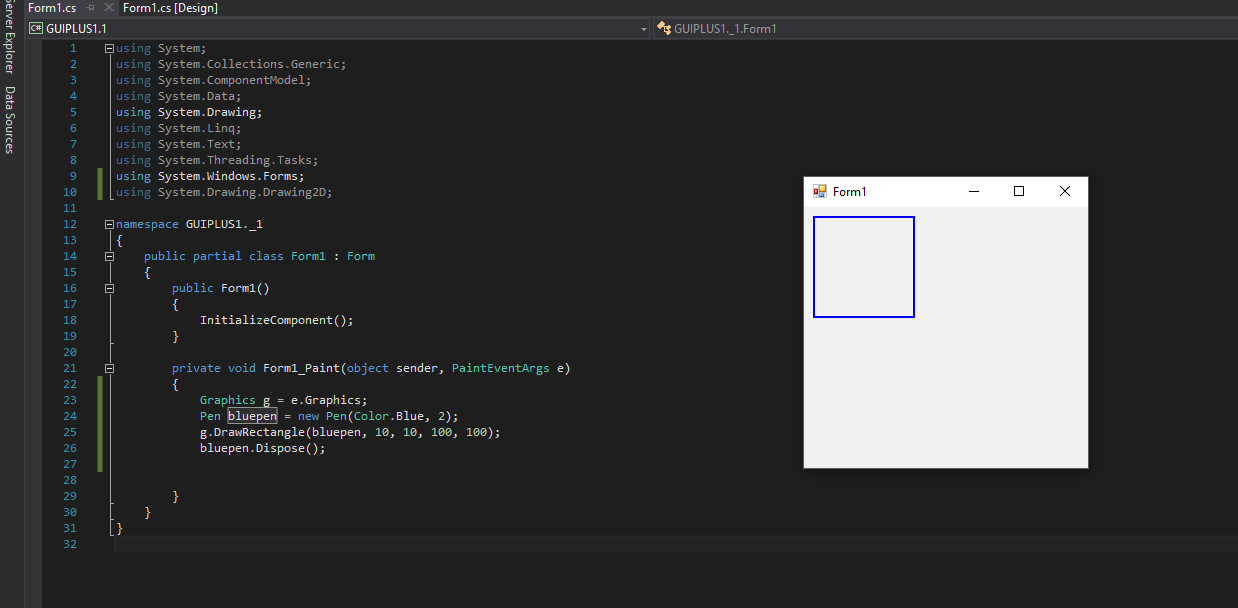 Form1.cs Form1.cs [Design]
C# GUIPLUS1.1 GUIPLUS1._1.Form1
Server Explorer
Data Sources
1 using System;
2 using System.Collections.Generic;
3 using System.ComponentModel;
4 using System.Data;
5 using System.Drawing;
6 using System.Linq;
7 using System.Text;
8 using System.Threading.Tasks;
9 using System.Windows.Forms;
10 using System.Drawing.Drawing2D;
11
12 namespace GUIPLUS1._1
13 {
14 public partial class Form1 : Form
15 {
16 public Form1()
17 {
18 InitializeComponent();
19 }
20
21 private void Form1_Paint(object sender, PaintEventArgs e)
22 {
23 Graphics g = e.Graphics;
24 Pen bluepen = new Pen(Color.Blue, 2);
25 g.DrawRectangle(bluepen, 10, 10, 100, 100);
26 bluepen.Dispose();
27
28
29 }
30 }
31 }
32
Form1